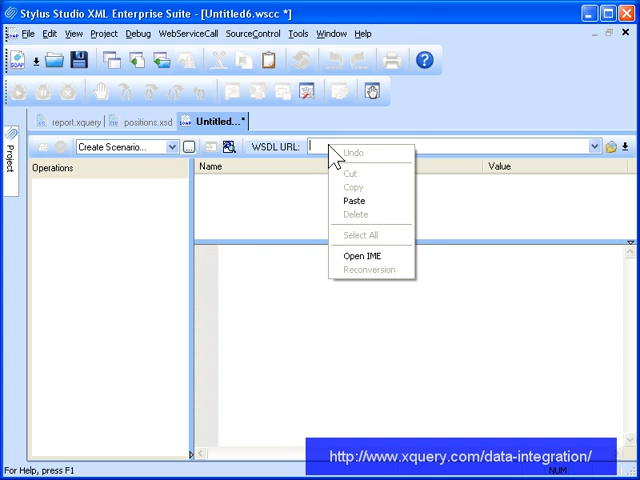 Stylus Studio XML Enterprise Suite - [Untitled6.wscc *]
File Edit View Project Debug WebServiceCall SourceControl Tools Window Help
SOAP
report.xquery positions.xsd Untitled...*
Project
Create Scenario... ... WSDL URL:
Operations
Name Value
Undo
Cut
Copy
Paste
Delete
Select All
Open IME
Reconversion
http://www.xquery.com/data-integration/
For Help, press F1 NUM